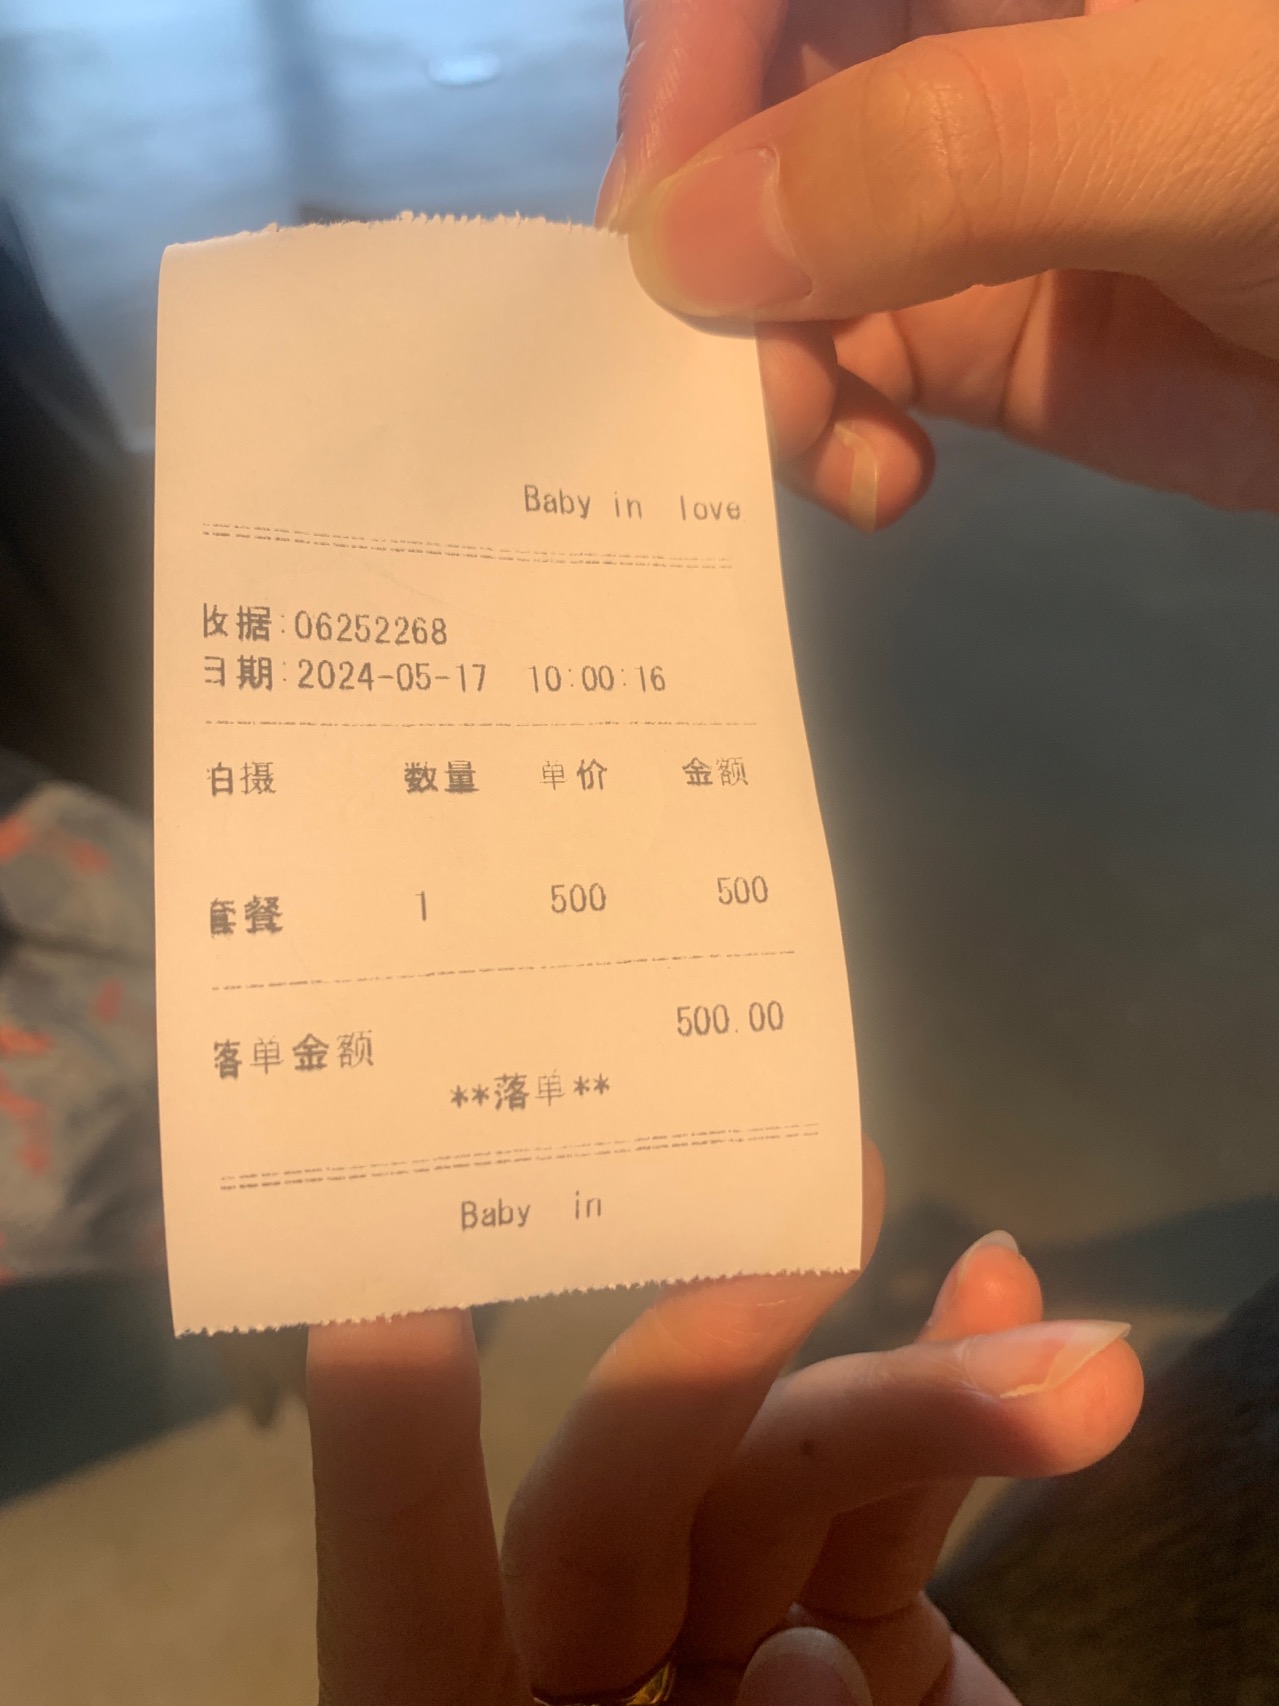 Baby in love
收据:06252268
日期:2024-05-17 10:00:16
拍摄 数量 单价 金额
套餐 1 500 500
客单金额 500.00
**落单**
Baby in